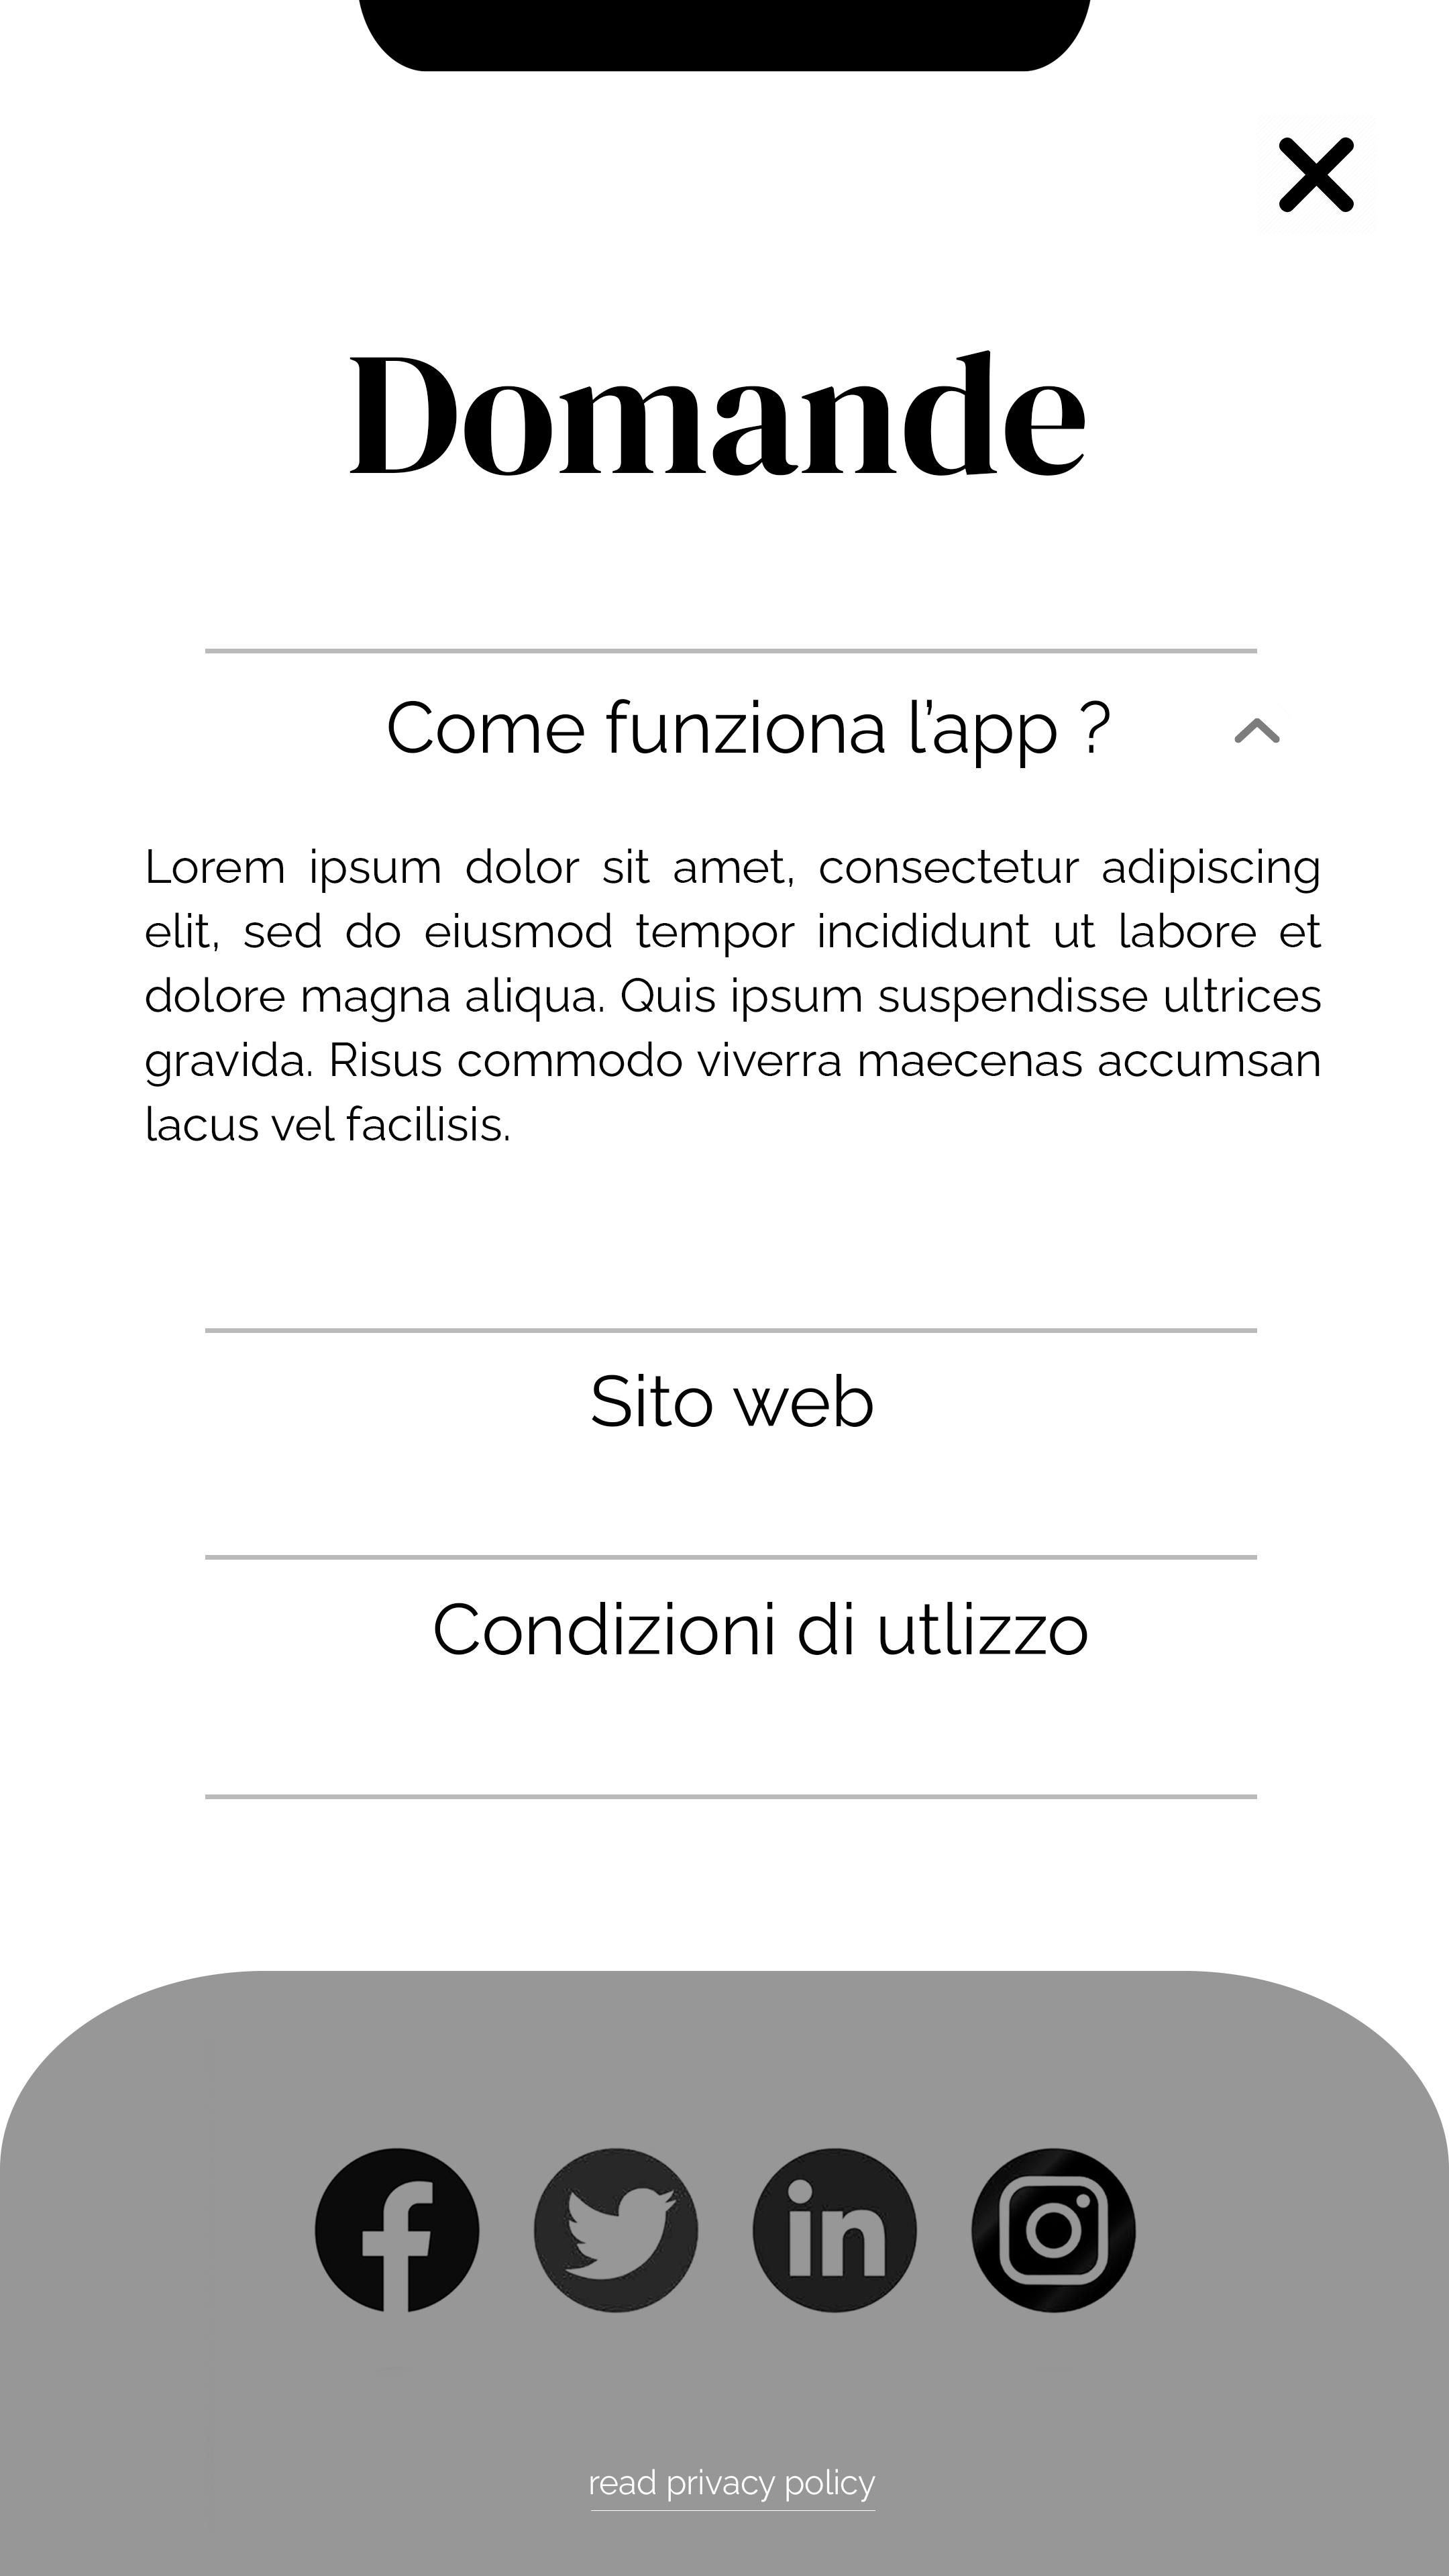 Domande
Come funziona l’app ?
Lorem ipsum dolor sit amet, consectetur adipiscing
elit, sed do eiusmod tempor incididunt ut labore et
dolore magna aliqua. Quis ipsum suspendisse ultrices
gravida. Risus commodo viverra maecenas accumsan
lacus vel facilisis.
Sito web
Condizioni di utlizzo
in
read privacy policy